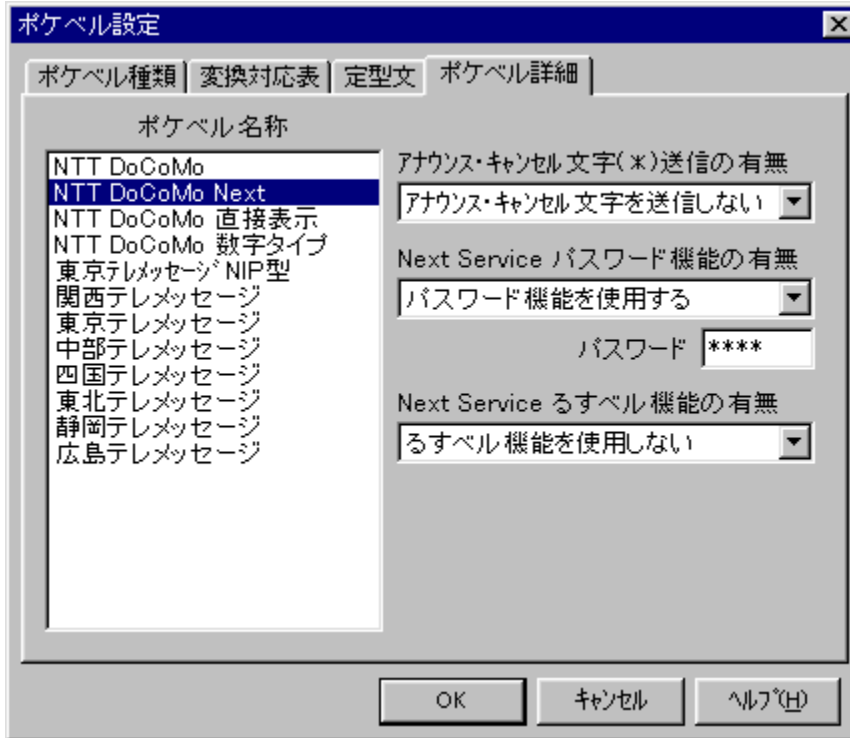 ポケベル設定
ポケベル種類 変換対応表 定型文 ポケベル詳細
ポケベル名称
NTT DoCoMo
NTT DoCoMo Next
NTT DoCoMo 直接表示
NTT DoCoMo 数字タイプ
東京ﾃﾚﾒｯｾｰｼﾞNIP型
関西テレメッセージ
東京テレメッセージ
中部テレメッセージ
四国テレメッセージ
東北テレメッセージ
静岡テレメッセージ
広島テレメッセージ
ｱﾅｳﾝｽ・ｷｬﾝｾﾙ文字(*)送信の有無
ｱﾅｳﾝｽ・ｷｬﾝｾﾙ文字を送信しない
Next Service パスワード機能の有無
パスワード機能を使用する
パスワード ****
Next Service るすベル機能の有無
るすベル機能を使用しない
OK ｷｬﾝｾﾙ ﾍﾙﾌﾟ(H)